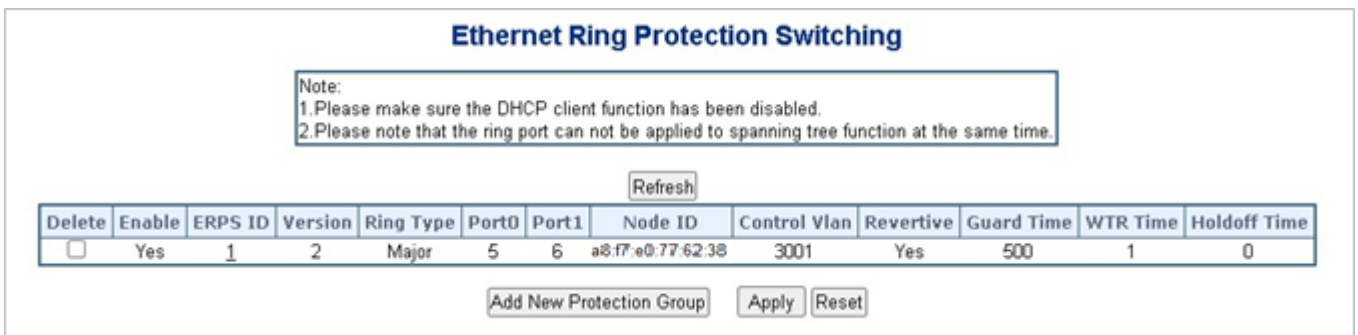 Ethernet Ring Protection Switching
Note:
1.Please make sure the DHCP client function has been disabled.
2.Please note that the ring port can not be applied to spanning tree function at the same time.
Refresh
Delete Enable ERPS ID Version Ring Type Port0 Port1 Node ID Control Vlan Revertive Guard Time WTR Time Holdoff Time
Yes 1 2 Major 5 6 a8:f7:e0:77:62:38 3001 Yes 500 1 0
Add New Protection Group Apply Reset